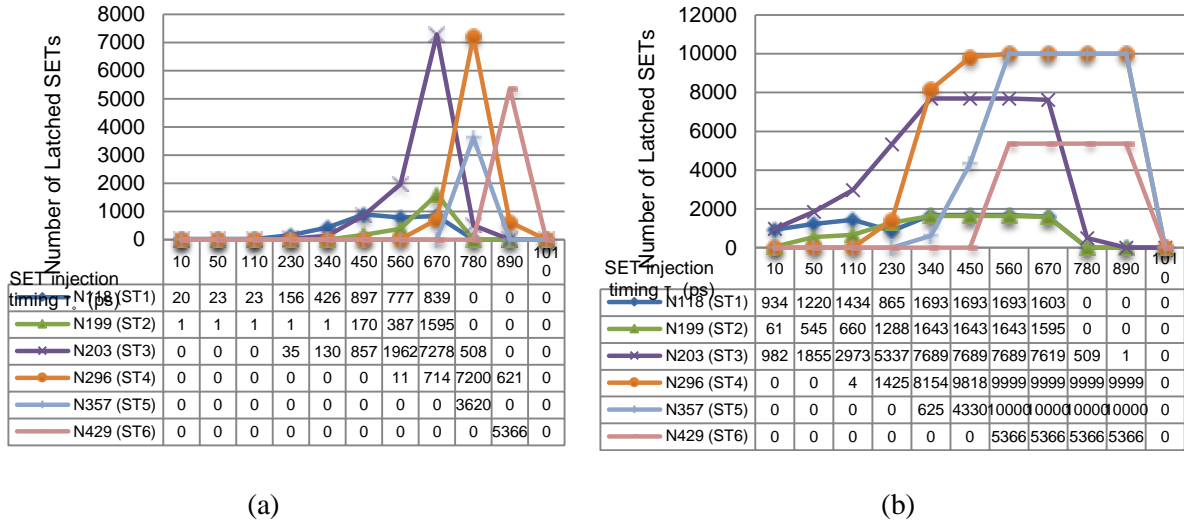 8000
7000
6000
5000
4000
3000
2000
1000
0
Number of Latched SETs
SET injection timing τ。(ps)
10 50 110 230 340 450 560 670 780 890 1010
N118 (ST1) 20 23 23 156 426 897 777 839 0 0 0
N199 (ST2) 1 1 1 1 1 170 387 1595 0 0 0
N203 (ST3) 0 0 0 35 130 857 1962 7278 508 0 0
N296 (ST4) 0 0 0 0 0 0 11 714 7200 621 0
N357 (ST5) 0 0 0 0 0 0 0 0 3620 0 0
N429 (ST6) 0 0 0 0 0 0 0 0 0 5366 0
(a)
12000
10000
8000
6000
4000
2000
0
Number of Latched SETs
SET injection timing τ。(ps)
10 50 110 230 340 450 560 670 780 890 1010
N118 (ST1) 934 1220 1434 865 1693 1693 1693 1603 0 0 0
N199 (ST2) 61 545 660 1288 1643 1643 1643 1595 0 0 0
N203 (ST3) 982 1855 2973 5337 7689 7689 7689 7619 509 1 0
N296 (ST4) 0 0 4 1425 8154 9818 9999 9999 9999 9999 0
N357 (ST5) 0 0 0 0 625 4330 10000 10000 10000 10000 0
N429 (ST6) 0 0 0 0 0 0 5366 5366 5366 5366 0
(b)